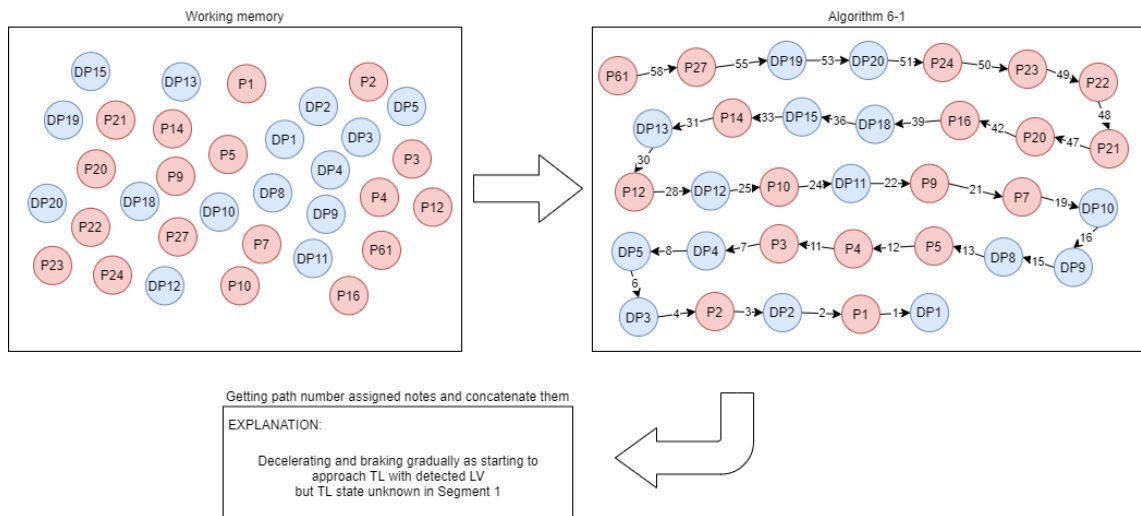 Working memory
Algorithm 6-1
DP15
DP13
P1
P2
DP2
DP5
DP19
P21
P14
DP1
DP3
P5
P3
P20
P9
DP4
DP8
P4
P12
DP20
DP18
DP10
DP9
P22
P27
P7
P61
DP11
P23
P24
DP12
P10
P16
P61 58 P27 55 DP19 53 DP20 51 P24 50 P23 49 P22
48
DP13 31 P14 33 DP15 36 DP18 39 P16 42 P20 47 P21
30
P12 28 DP12 25 P10 24 DP11 22 P9 21 P7 19 DP10
16
DP5 8 DP4 7 P3 11 P4 12 P5 13 DP8 15 DP9
6
DP3 4 P2 3 DP2 2 P1 1 DP1
Getting path number assigned notes and concatenate them
EXPLANATION:
Decelerating and braking gradually as starting to
approach TL with detected LV
but TL state unknown in Segment 1